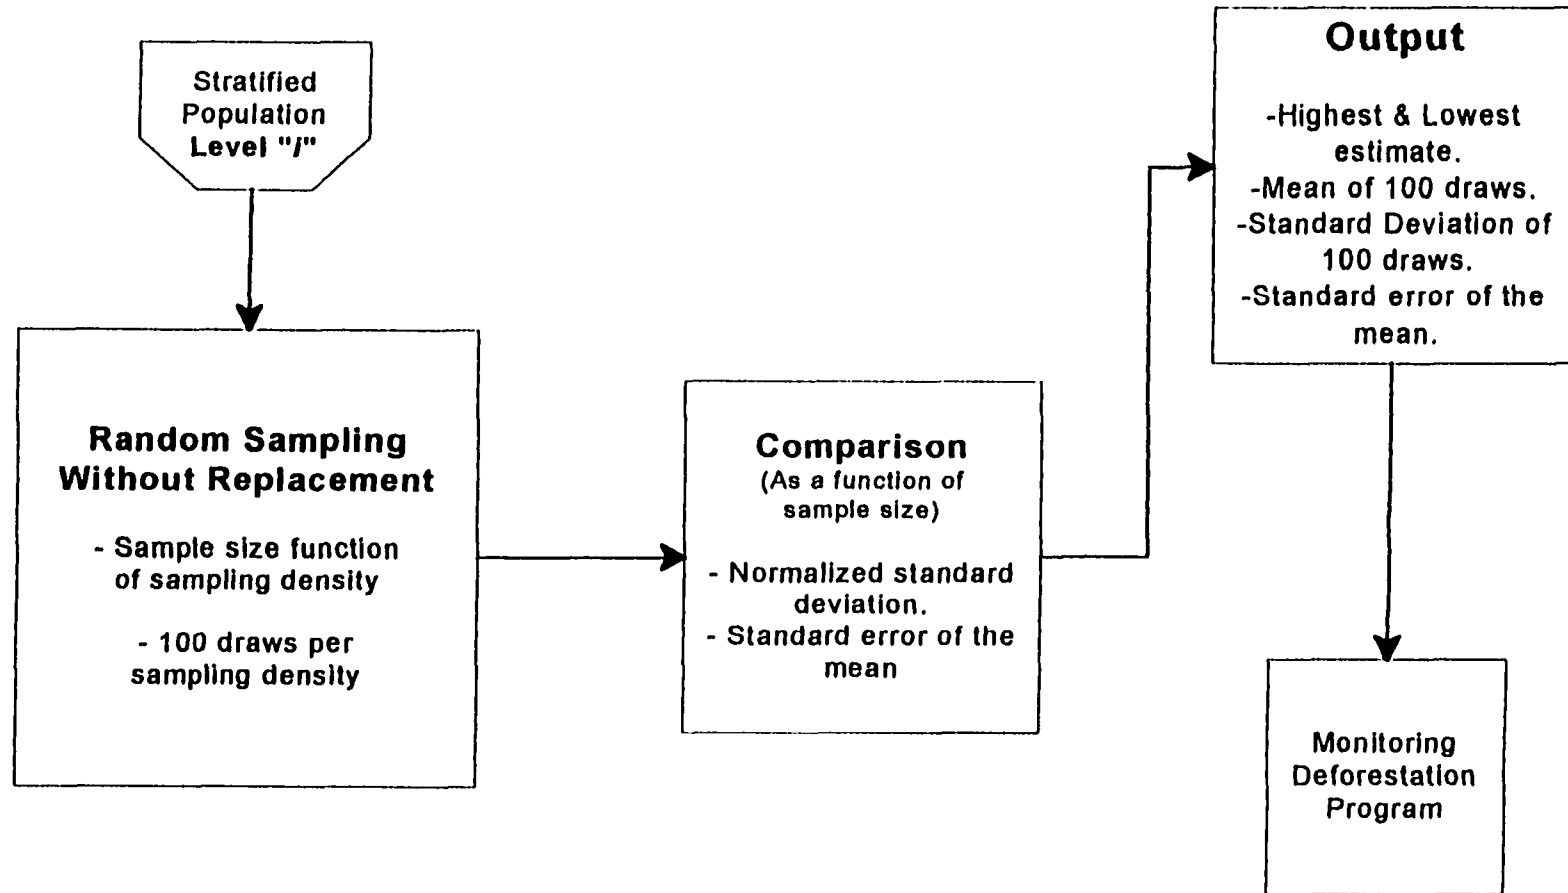 Stratified
Population
Level "i"
Random Sampling
Without Replacement
- Sample size function
of sampling density
- 100 draws per
sampling density
Comparison
(As a function of
sample size)
- Normalized standard
deviation.
- Standard error of the
mean
Output
-Highest & Lowest
estimate.
-Mean of 100 draws.
-Standard Deviation of
100 draws.
-Standard error of the
mean.
Monitoring
Deforestation
Program